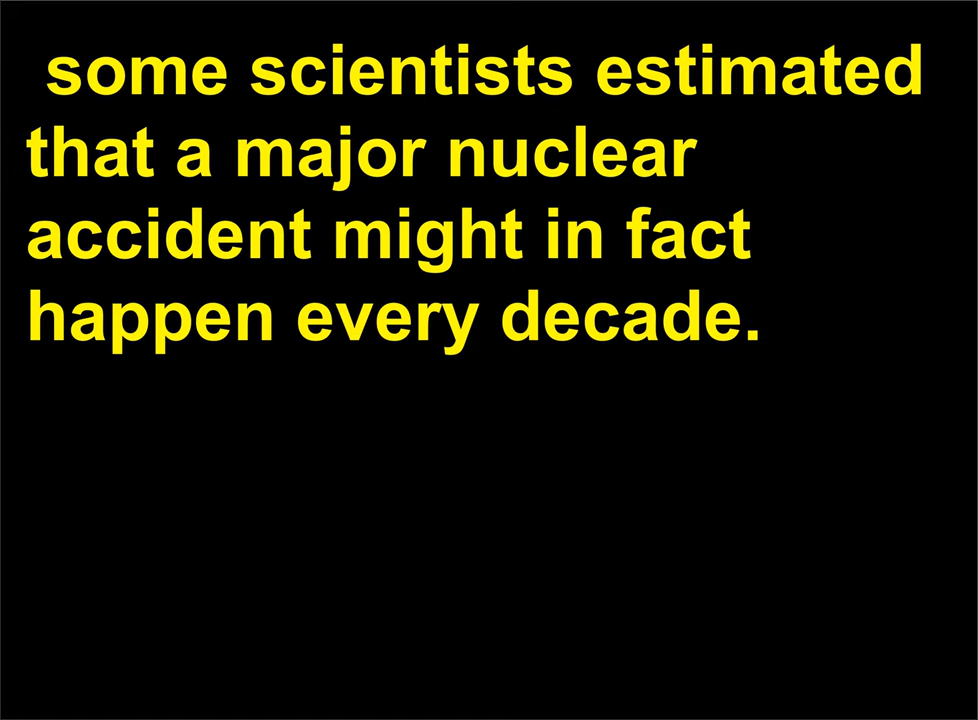 some scientists estimated
that a major nuclear
accident might in fact
happen every decade.